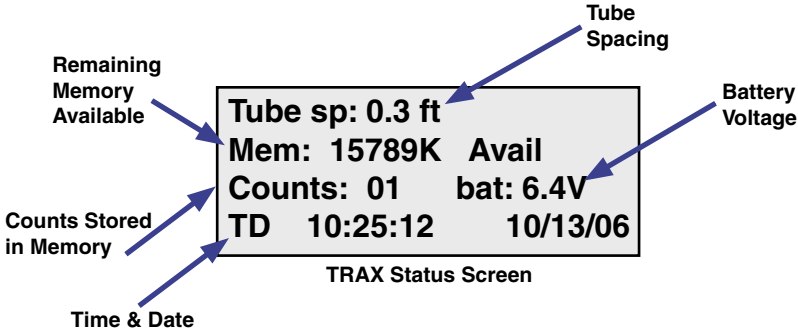 Tube
Spacing
Remaining
Memory
Available
Battery
Voltage
Tube sp: 0.3 ft
Mem: 15789K Avail
Counts: 01 bat: 6.4V
TD 10:25:12 10/13/06
Counts Stored
in Memory
TRAX Status Screen
Time & Date